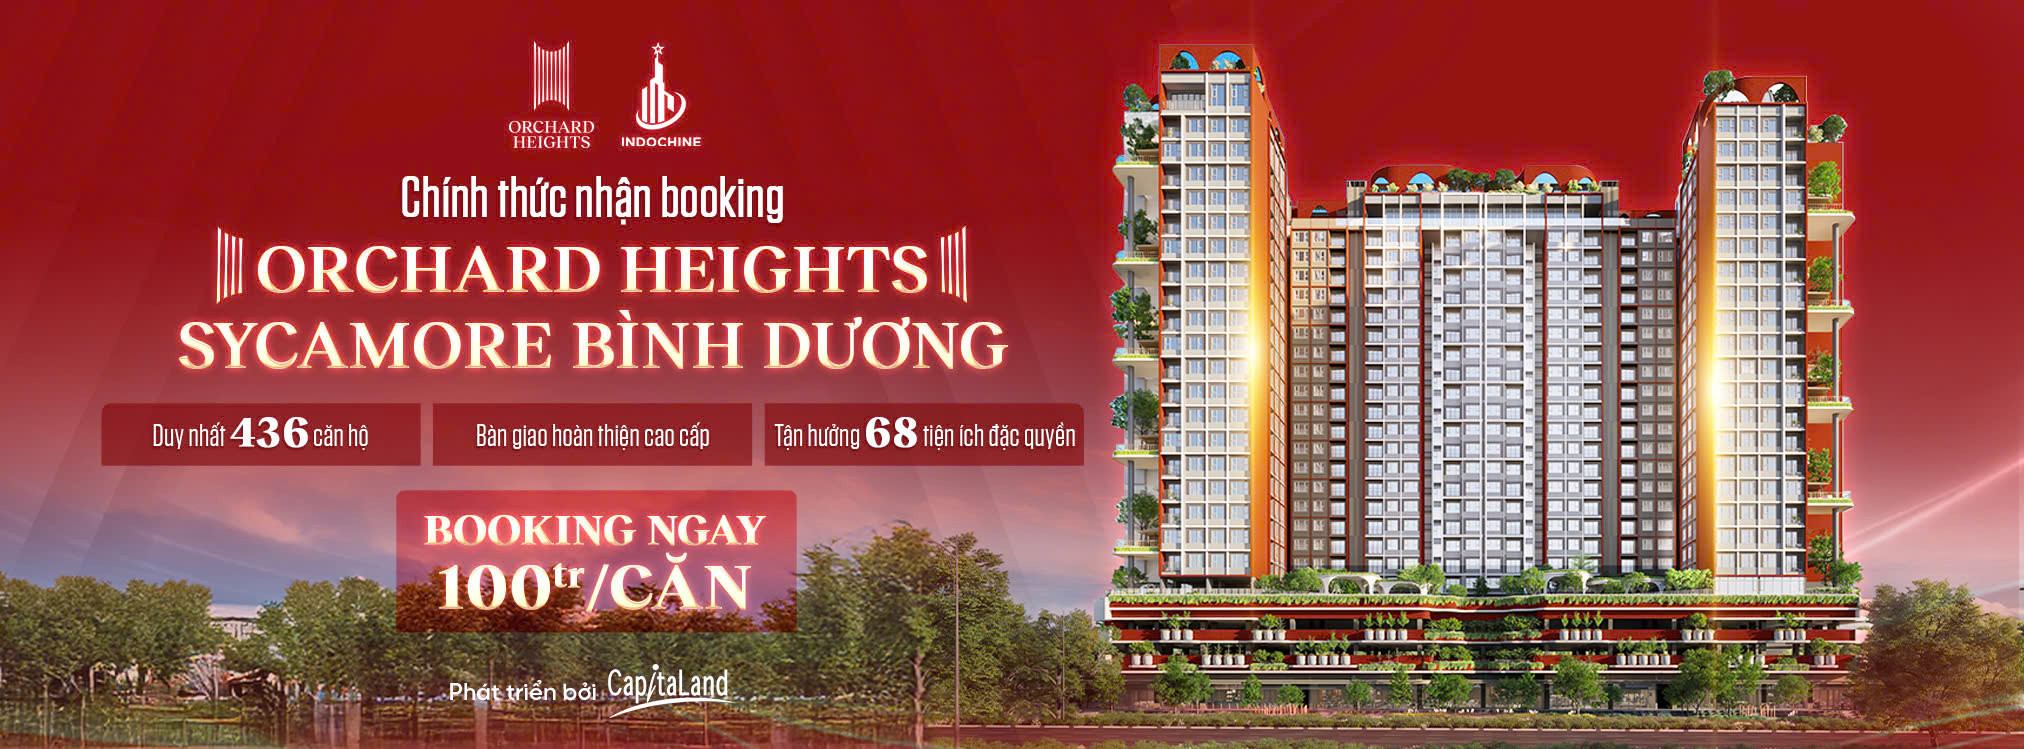 ORCHARD
HEIGHTS
INDOCHINE
Chính thức nhận booking
ORCHARD HEIGHTS
SYCAMORE BÌNH DƯƠNG
Duy nhất 436 căn hộ
Bàn giao hoàn thiện cao cấp
Tận hưởng 68 tiện ích đặc quyền
BOOKING NGAY
100tr/CĂN
Phát triển bởi CapitaLand